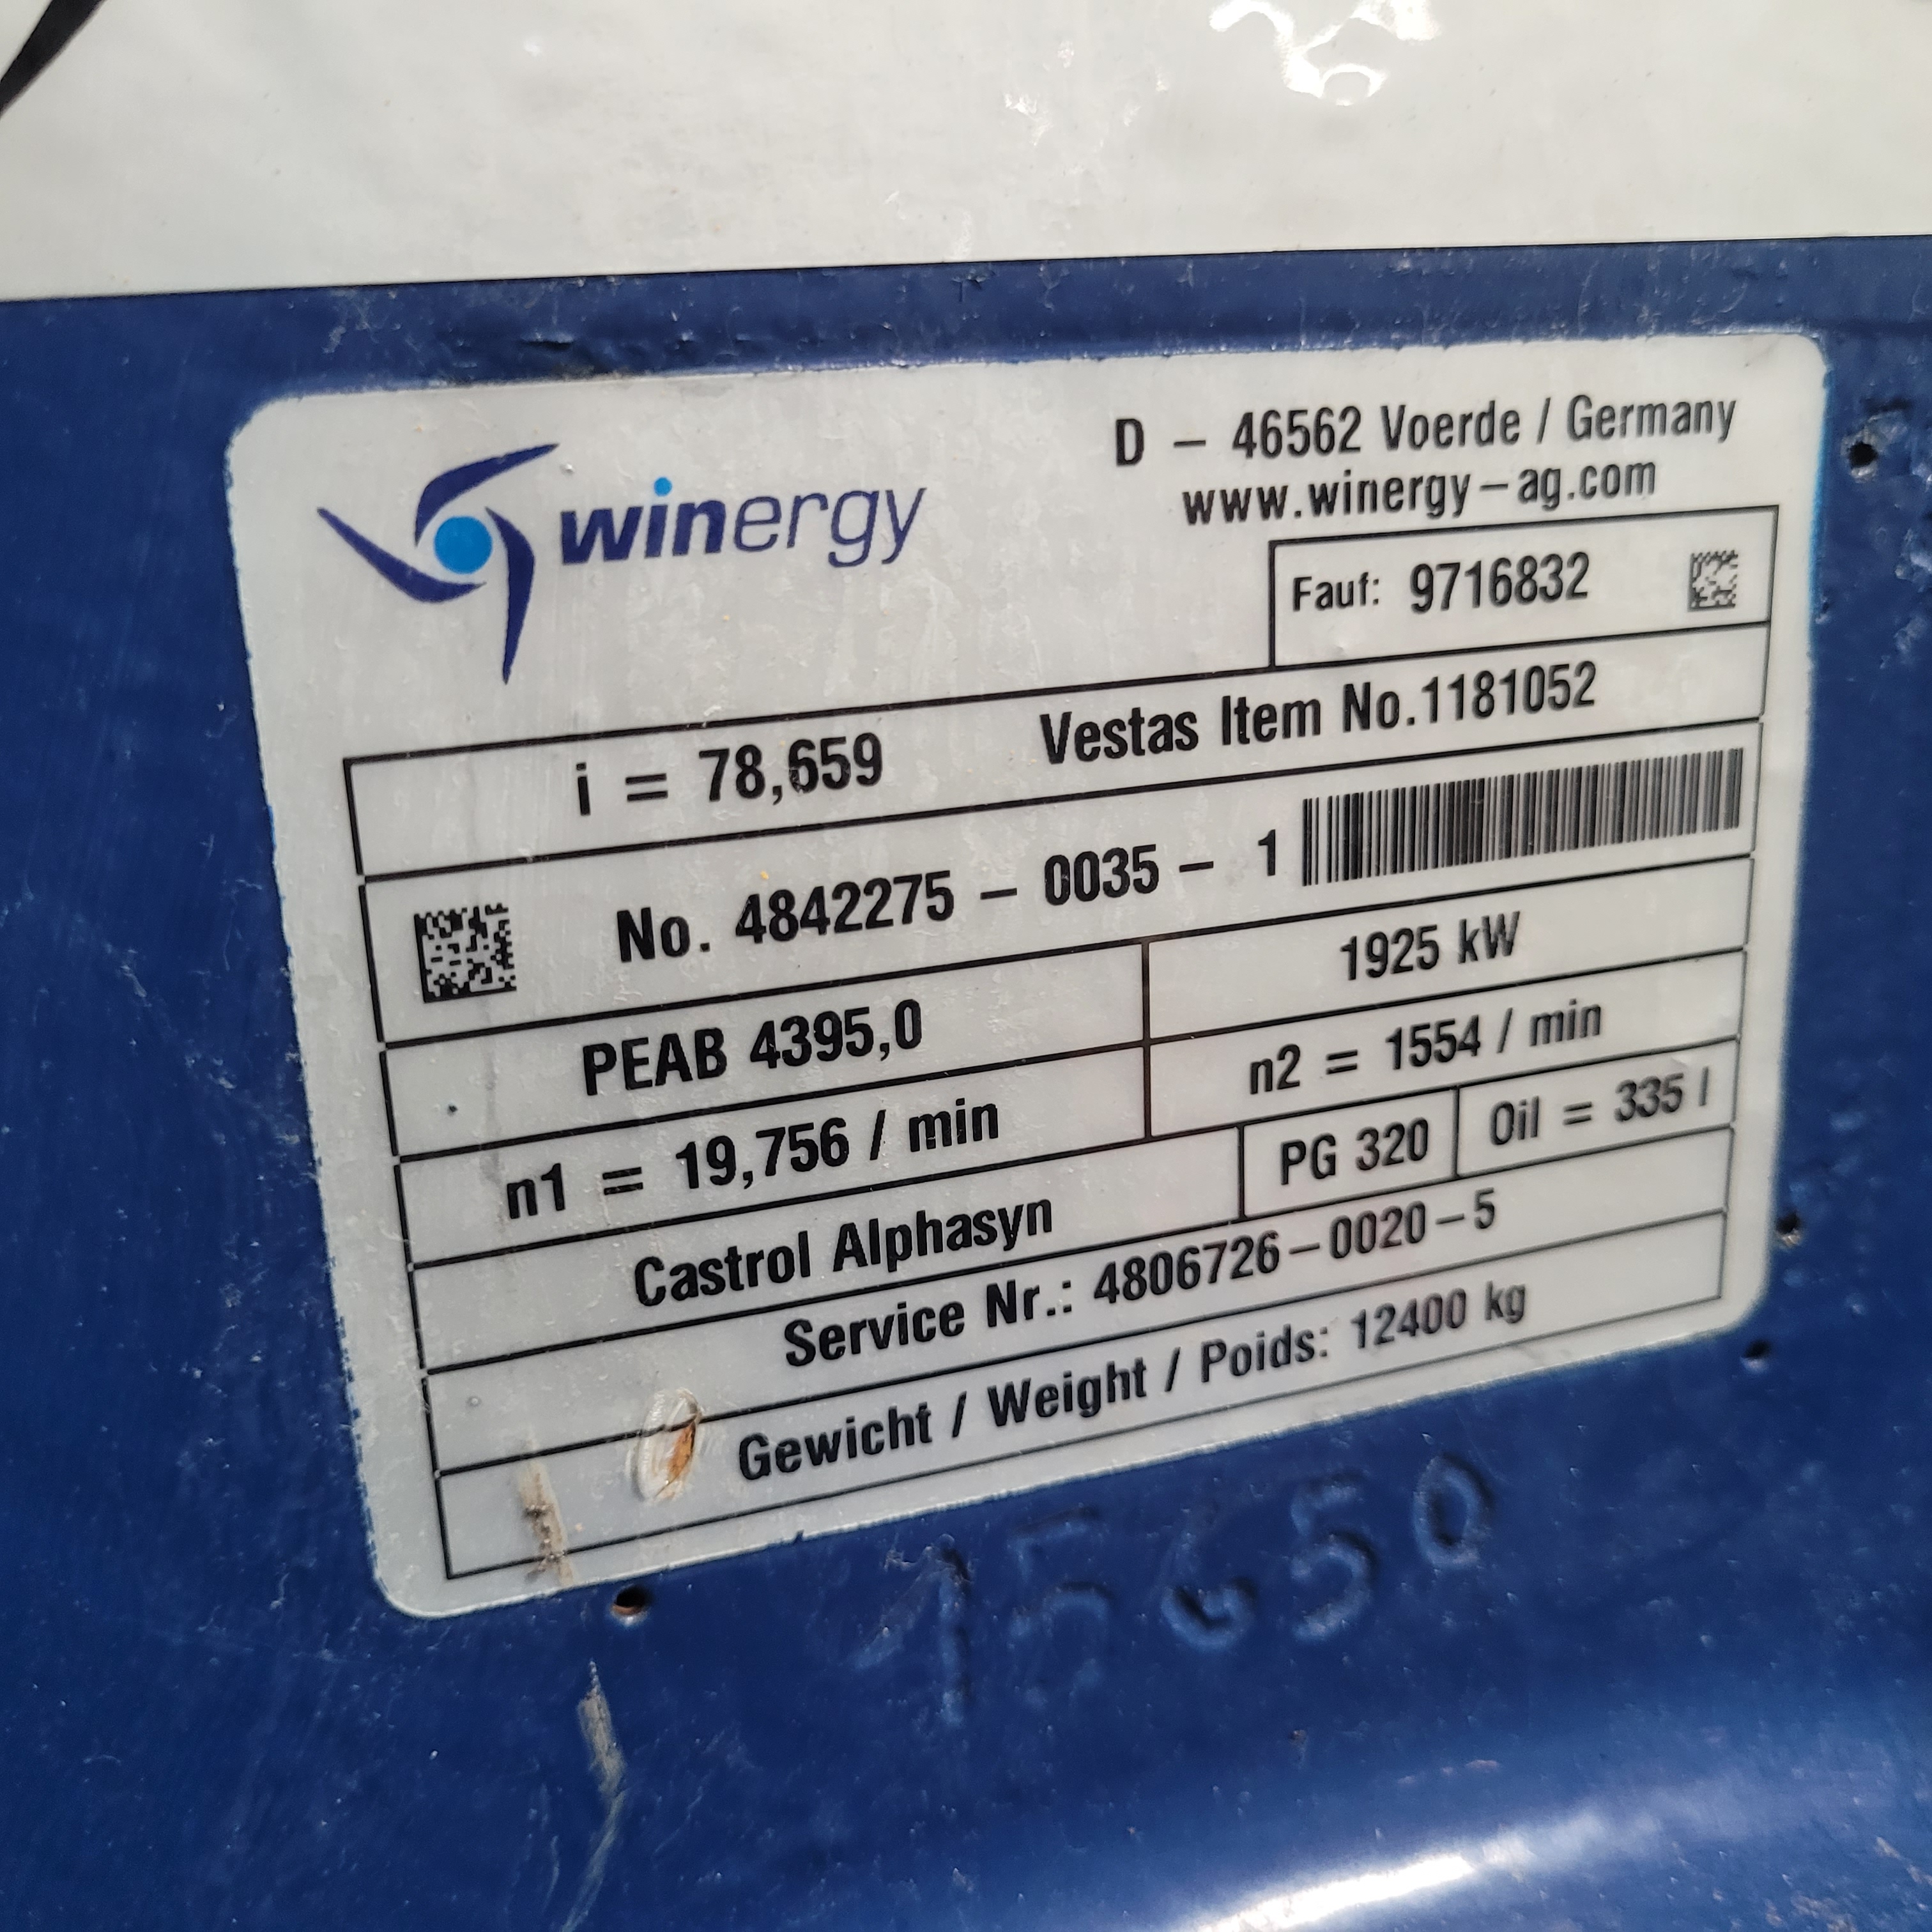 winergy
D - 46562 Voerde / Germany
www.winergy-ag.com
Fauf: 9716832
i = 78,659 Vestas Item No.1181052
No. 4842275 - 0035 - 1
PEAB 4395,0 1925 kW
n1 = 19,756 / min n2 = 1554 / min
Castrol Alphasyn PG 320 Oil = 335 l
Service Nr.: 4806726-0020-5
Gewicht / Weight / Poids: 12400 kg
15650